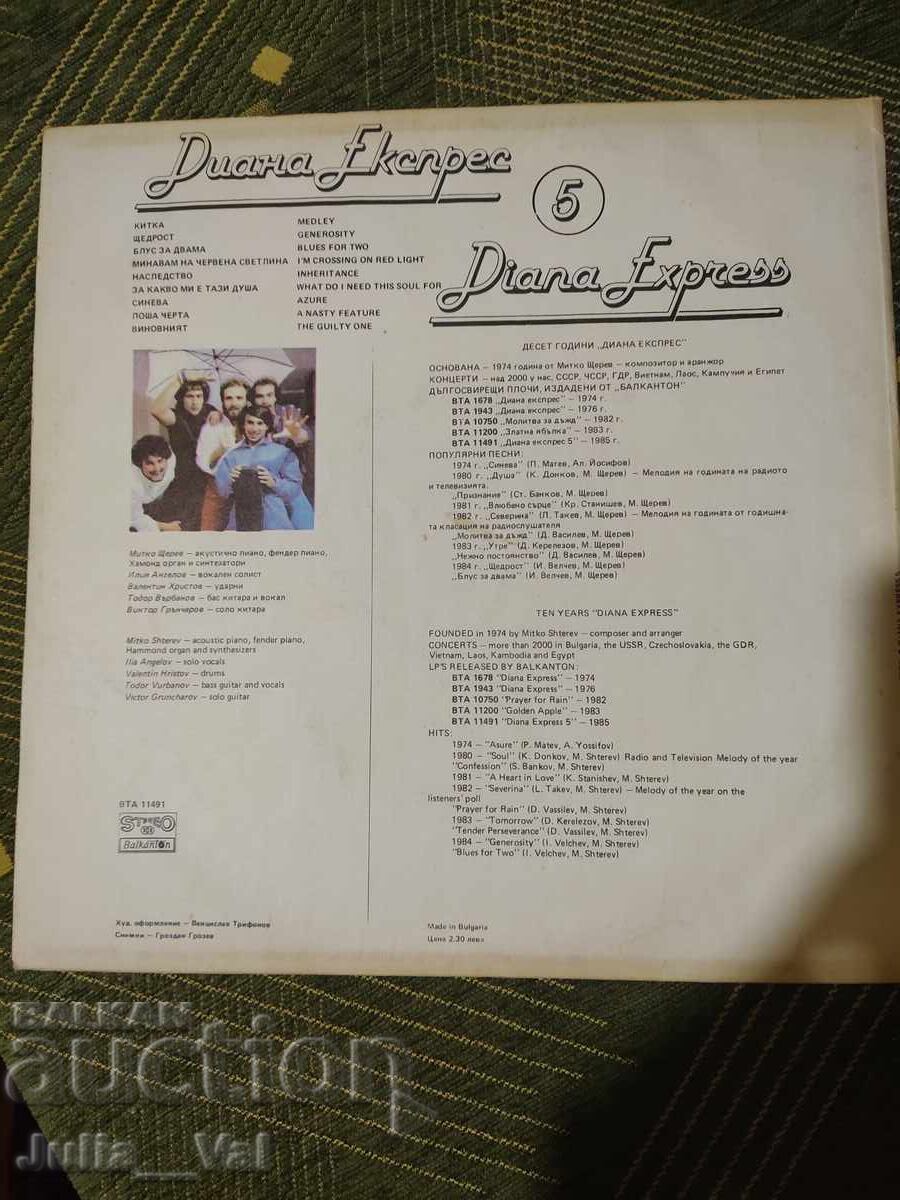 Диана Експрес
5
Diana Express
КИТКА
ЩЕДРОСТ
БЛУС ЗА ДВАМА
МИНАВАМ НА ЧЕРВЕНА СВЕТЛИНА
НАСЛЕДСТВО
ЗА КАКВО МИ Е ТАЗИ ДУША
СИНЕВА
ЛОША ЧЕРТА
ВИНОВНИЯТ
MEDLEY
GENEROSITY
BLUES FOR TWO
I'M CROSSING ON RED LIGHT
INHERITANCE
WHAT DO I NEED THIS SOUL FOR
AZURE
A NASTY FEATURE
THE GUILTY ONE
Митко Щерев – акустично пиано, фендер пиано,
Хамонд орган и синтезатори
Илия Ангелов – вокален солист
Валентин Христов – ударни
Тодор Върбанов – бас китара и вокал
Виктор Грънчаров – соло китара
Mitko Shterev – acoustic piano, fender piano,
Hammond organ and synthesizers
Ilia Angelov – solo vocals
Valentin Hristov – drums
Todor Vurbanov – bass guitar and vocals
Victor Gruncharov – solo guitar
ВТА 11491
STEREO
Balkanton
Худ. оформление – Венцислав Трифонов
Снимки – Гроздан Грозев
ДЕСЕТ ГОДИНИ „ДИАНА ЕКСПРЕС"
ОСНОВАНА – 1974 година от Митко Щерев – композитор и аранжор
КОНЦЕРТИ – над 2000 у нас, СССР, ЧССР, ГДР, Виетнам, Лаос, Кампучия и Египет
ДЪЛГОСВИРЕЩИ ПЛОЧИ, ИЗДАДЕНИ ОТ „БАЛКАНТОН"
ВТА 1678 „Диана експрес" – 1974 г.
ВТА 1943 „Диана експрес" – 1976 г.
ВТА 10750 „Молитва за дъжд" – 1982 г.
ВТА 11200 „Златна ябълка" – 1983 г.
ВТА 11491 „Диана експрес 5" – 1985 г.
ПОПУЛЯРНИ ПЕСНИ:
1974 г. „Синева" (П. Матев, Ал. Йосифов)
1980 г. „Душа" (К. Донков, М. Щерев) – Мелодия на годината на радиото
и телевизията.
„Признание" (Ст. Банков, М. Щерев)
1981 г. „Влюбено сърце" (Кр. Станишев, М. Щерев)
1982 г. „Северина" (Л. Такев, М. Щерев) – Мелодия на годината от годишна-
та класация на радиослушателя
„Молитва за дъжд" (Д. Василев, М. Щерев)
1983 г. „Утре" (Д. Керелезов, М. Щерев)
„Нежно постоянство" (Д. Василев, М. Щерев)
1984 г. „Щедрост" (И. Велчев, М. Щерев)
„Блус за двама" (И. Велчев, М. Щерев)
TEN YEARS "DIANA EXPRESS"
FOUNDED in 1974 by Mitko Shterev – composer and arranger
CONCERTS – more than 2000 in Bulgaria, the USSR, Czechoslovakia, the GDR,
Vietnam, Laos, Kambodia and Egypt
LP'S RELEASED BY BALKANTON:
BTA 1678 "Diana Express" – 1974
BTA 1943 "Diana Express" – 1976
BTA 10750 "Prayer for Rain" – 1982
BTA 11200 "Golden Apple" – 1983
BTA 11491 "Diana Express 5" – 1985
HITS:
1974 – "Asure" (P. Matev, A. Yossifov)
1980 – "Soul" (K. Donkov, M. Shterev) Radio and Television Melody of the year
"Confession" (S. Bankov, M. Shterev)
1981 – "A Heart in Love" (K. Stanishev, M. Shterev)
1982 – "Severina" (L. Takev, M. Shterev) – Melody of the year on the
listeners' poll
"Prayer for Rain" (D. Vassilev, M. Shterev)
1983 – "Tomorrow" (D. Kerelezov, M. Shterev)
"Tender Perseverance" (D. Vassilev, M. Shterev)
1984 – "Generosity" (I. Velchev, M. Shterev)
"Blues for Two" (I. Velchev, M. Shterev)
Made in Bulgaria
Цена 2,30 лева
BALKAN
auction
Julia__Val